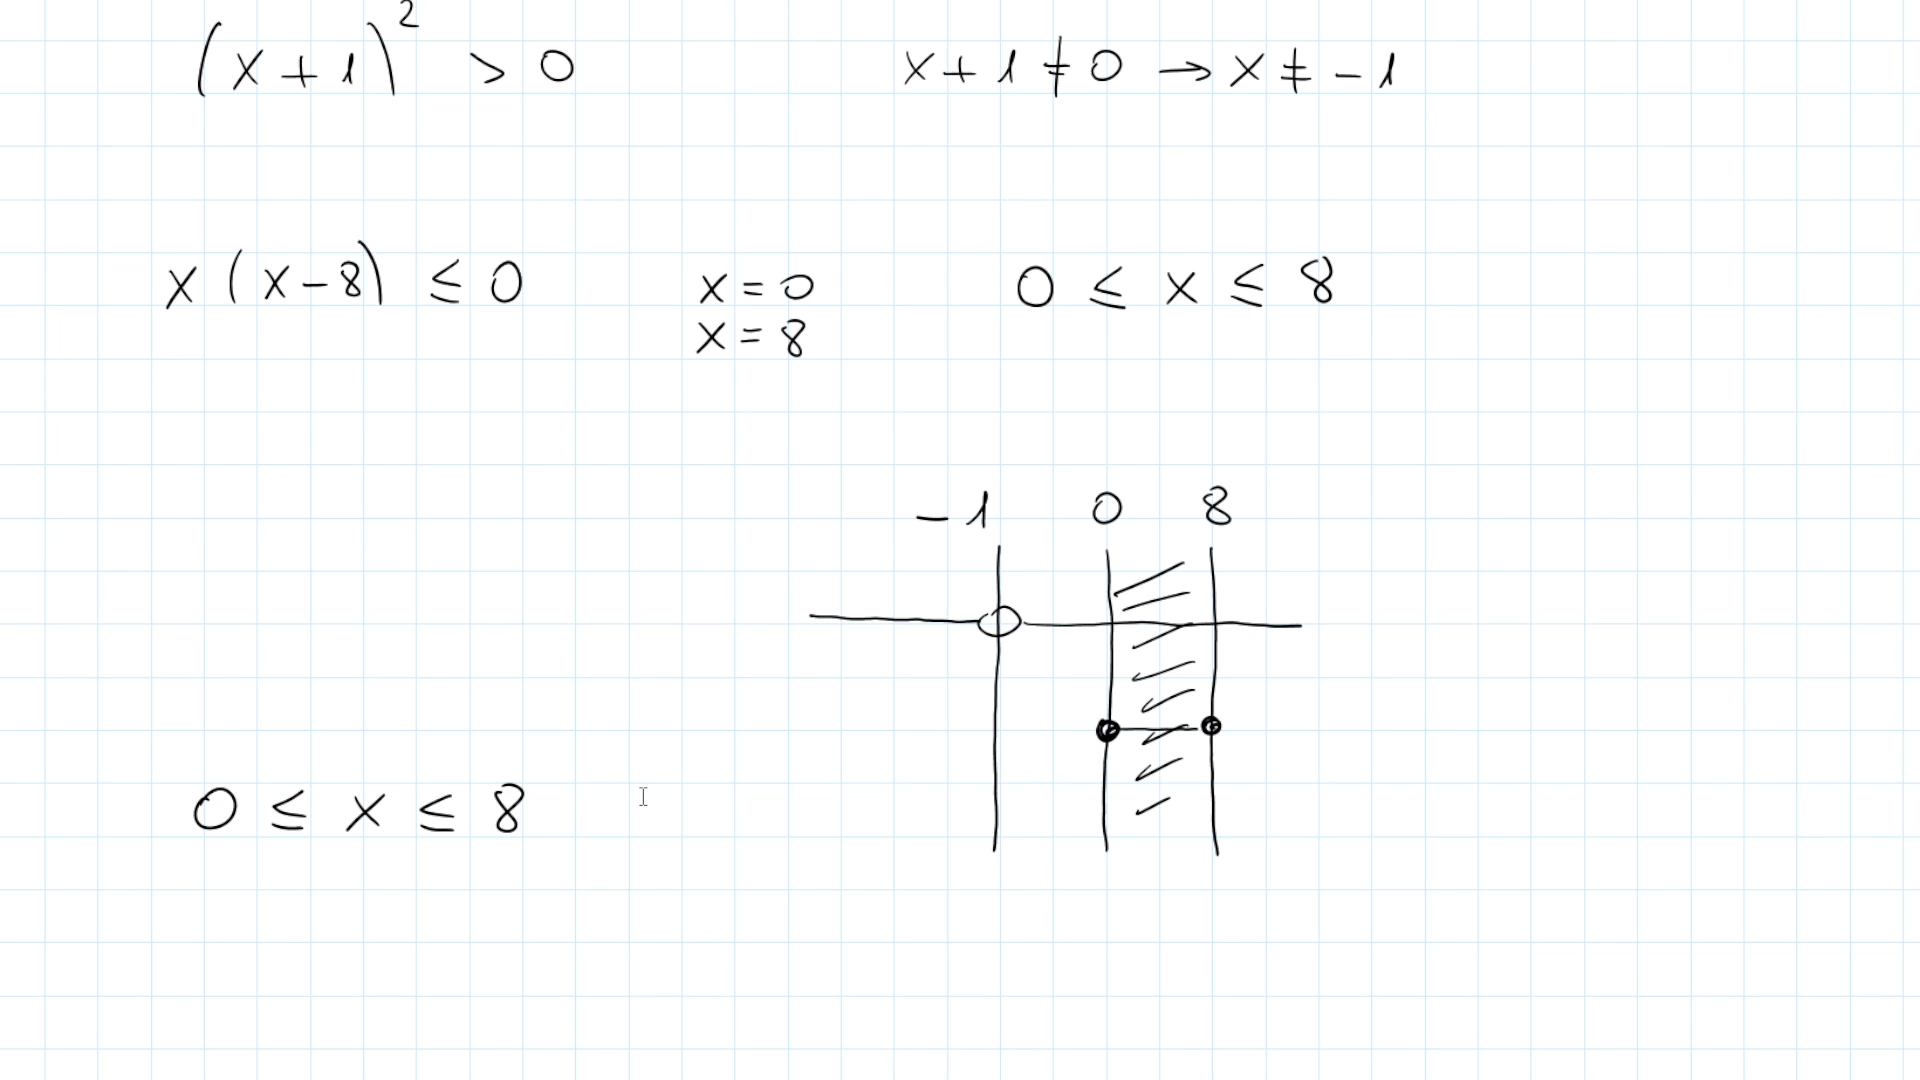 (x+1)² > 0 x+1≠0 → x≠-1
x(x-8) ≤ 0 x=0 0 ≤ x ≤ 8
x=8
-1 0 8
0 ≤ x ≤ 8